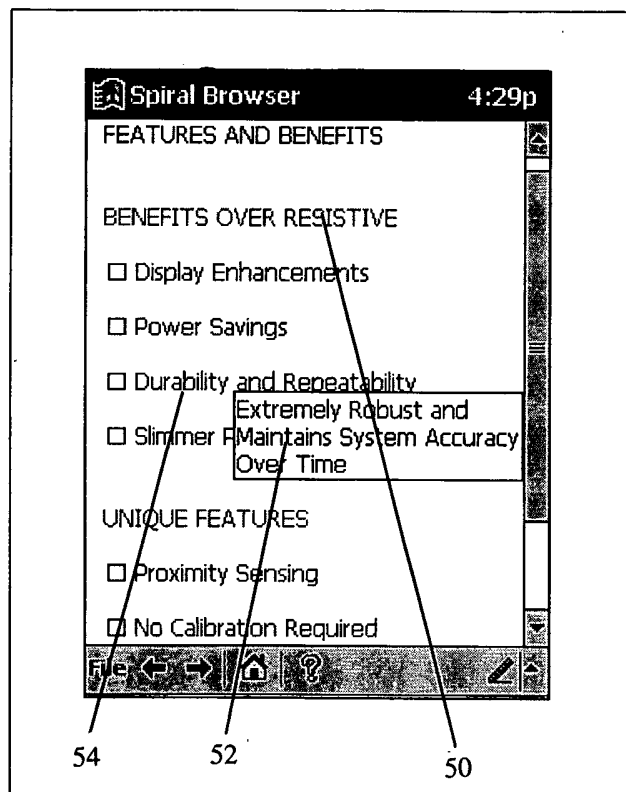 Spiral Browser 4:29p
FEATURES AND BENEFITS
BENEFITS OVER RESISTIVE
Display Enhancements
Power Savings
Durability and Repeatability
Extremely Robust and
Slimmer Maintains System Accuracy
Over Time
UNIQUE FEATURES
Proximity Sensing
No Calibration Required
File
54 52 50